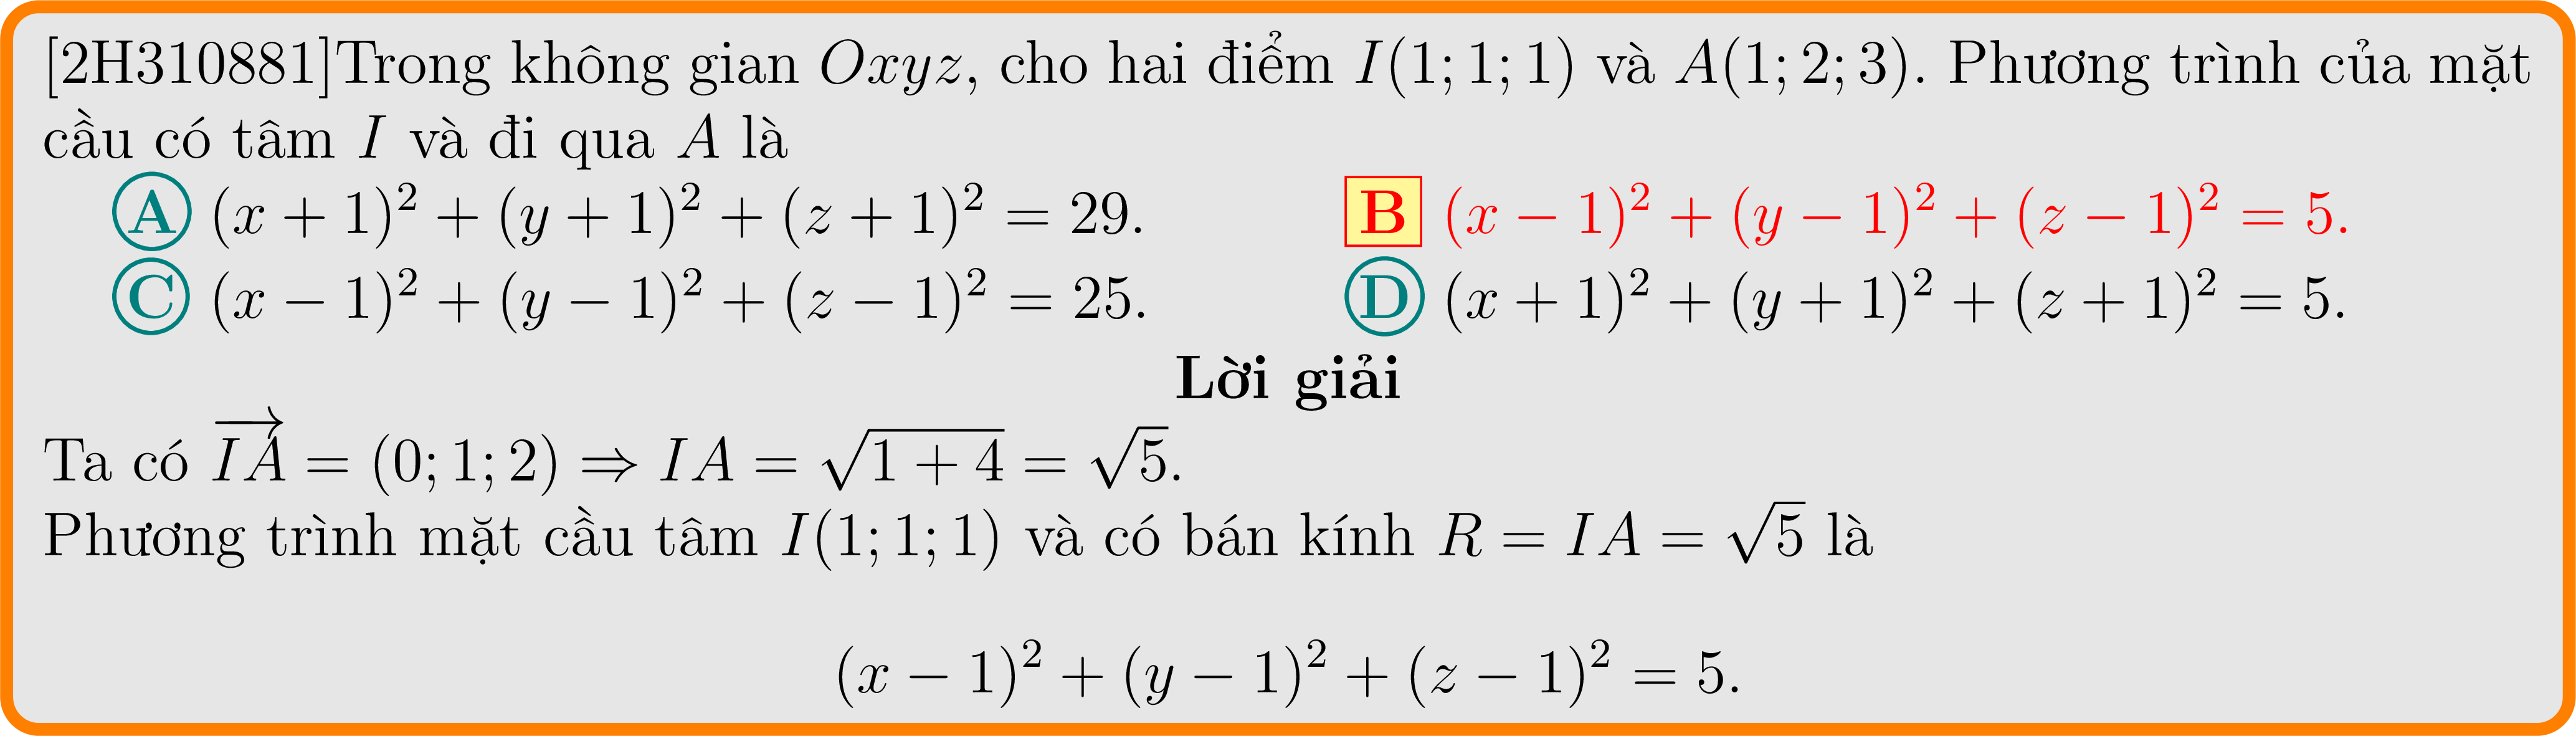 [2H310881]Trong không gian Oxyz, cho hai điểm I(1; 1; 1) và A(1; 2; 3). Phương trình của mặt
cầu có tâm I và đi qua A là
A (x + 1)² + (y + 1)² + (z + 1)² = 29.
B (x − 1)² + (y − 1)² + (z − 1)² = 5.
C (x − 1)² + (y − 1)² + (z − 1)² = 25.
D (x + 1)² + (y + 1)² + (z + 1)² = 5.
Lời giải
Ta có \overrightarrow{IA} = (0; 1; 2) ⇒ IA = √(1 + 4) = √5.
Phương trình mặt cầu tâm I(1; 1; 1) và có bán kính R = IA = √5 là
(x − 1)² + (y − 1)² + (z − 1)² = 5.